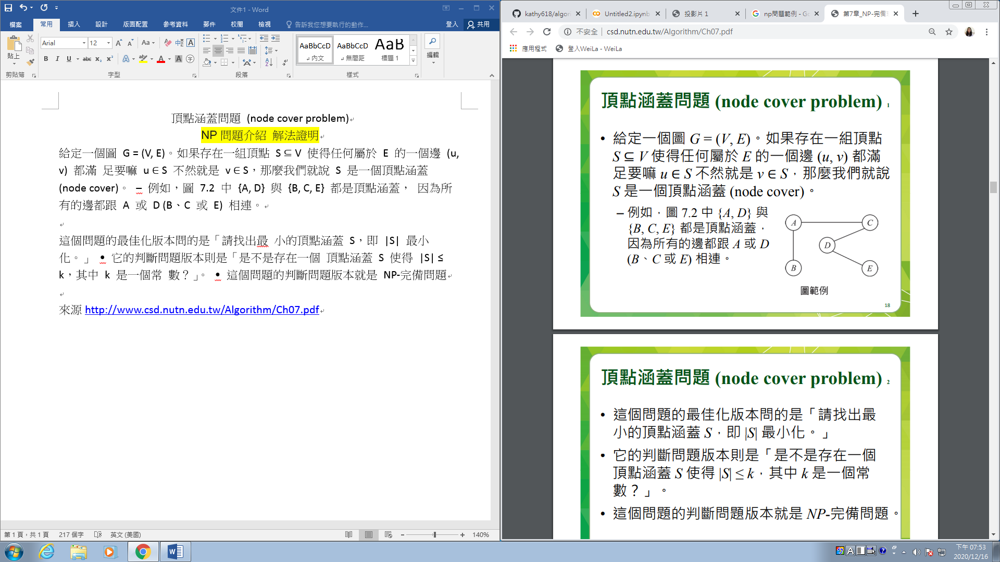 文件1 - Word
檔案 常用 插入 設計 版面配置 參考資料 郵件 校閱 檢視 告訴我您想要執行的動作... 登入 共用
貼上 Arial 12 Aa 中文 A
B I U abc x₂ x² A A A 字
AaBbCcD AaBbCcD AaB
內文 無間距 標題 1
編輯
剪貼簿 字型 段落 樣式
頂點涵蓋問題 (node cover problem)
NP 問題介紹 解法證明
給定一個圖 G = (V, E)。如果存在一組頂點 S ⊆ V 使得任何屬於 E 的一個邊 (u,
v) 都滿 足要嘛 u ∈ S 不然就是 v ∈ S，那麼我們就說 S 是一個頂點涵蓋
(node cover)。 – 例如，圖 7.2 中 {A, D} 與 {B, C, E} 都是頂點涵蓋， 因為所
有的邊都跟 A 或 D (B、C 或 E) 相連。
這個問題的最佳化版本問的是「請找出最 小的頂點涵蓋 S，即 |S| 最小
化。」 • 它的判斷問題版本則是「是不是存在一個 頂點涵蓋 S 使得 |S| ≤
k，其中 k 是一個常 數？」。 • 這個問題的判斷問題版本就是 NP-完備問題
來源 http://www.csd.nutn.edu.tw/Algorithm/Ch07.pdf
第 1 頁，共 1 頁 217 個字 英文 (美國) 140%
kathy618/algori Untitled2.ipynb 投影片 1 np問題範例 - Go 第7章_NP-完備
不安全 csd.nutn.edu.tw/Algorithm/Ch07.pdf
應用程式 登入WeiLa - WeiLa
頂點涵蓋問題 (node cover problem) 1
• 給定一個圖 G = (V, E)。如果存在一組頂點
S ⊆ V 使得任何屬於 E 的一個邊 (u, v) 都滿
足要嘛 u ∈ S 不然就是 v ∈ S，那麼我們就說
S 是一個頂點涵蓋 (node cover)。
– 例如，圖 7.2 中 {A, D} 與
{B, C, E} 都是頂點涵蓋，
因為所有的邊都跟 A 或 D
(B、C 或 E) 相連。
A C
D
B E
圖範例
18
頂點涵蓋問題 (node cover problem) 2
• 這個問題的最佳化版本問的是「請找出最
小的頂點涵蓋 S，即 |S| 最小化。」
• 它的判斷問題版本則是「是不是存在一個
頂點涵蓋 S 使得 |S| ≤ k，其中 k 是一個常
數？」。
• 這個問題的判斷問題版本就是 NP-完備問題。
下午 07:53
2020/12/16